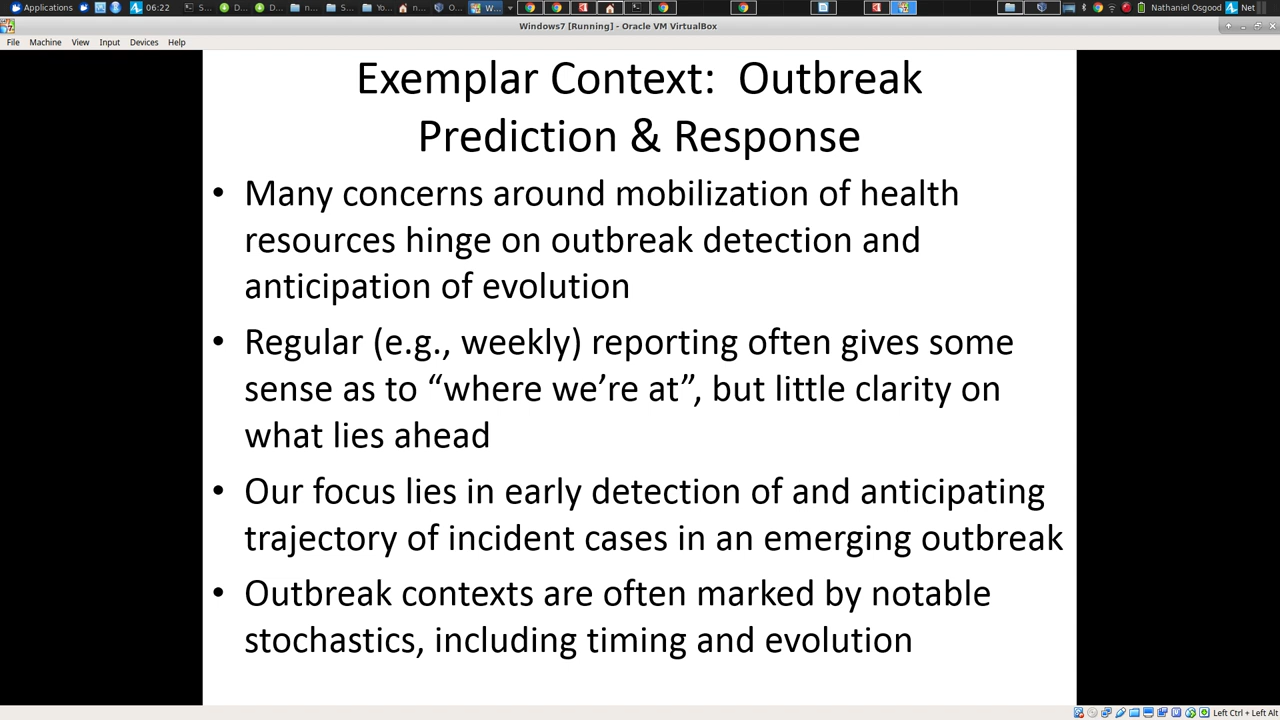 Applications
06:22
S...
D...
D...
n...
S...
Yo...
n...
O...
W...
Nathaniel Osgood
Net
Windows7 [Running] - Oracle VM VirtualBox
File Machine View Input Devices Help
Exemplar Context: Outbreak
Prediction & Response
• Many concerns around mobilization of health
resources hinge on outbreak detection and
anticipation of evolution
• Regular (e.g., weekly) reporting often gives some
sense as to “where we’re at”, but little clarity on
what lies ahead
• Our focus lies in early detection of and anticipating
trajectory of incident cases in an emerging outbreak
• Outbreak contexts are often marked by notable
stochastics, including timing and evolution
Left Ctrl + Left Alt